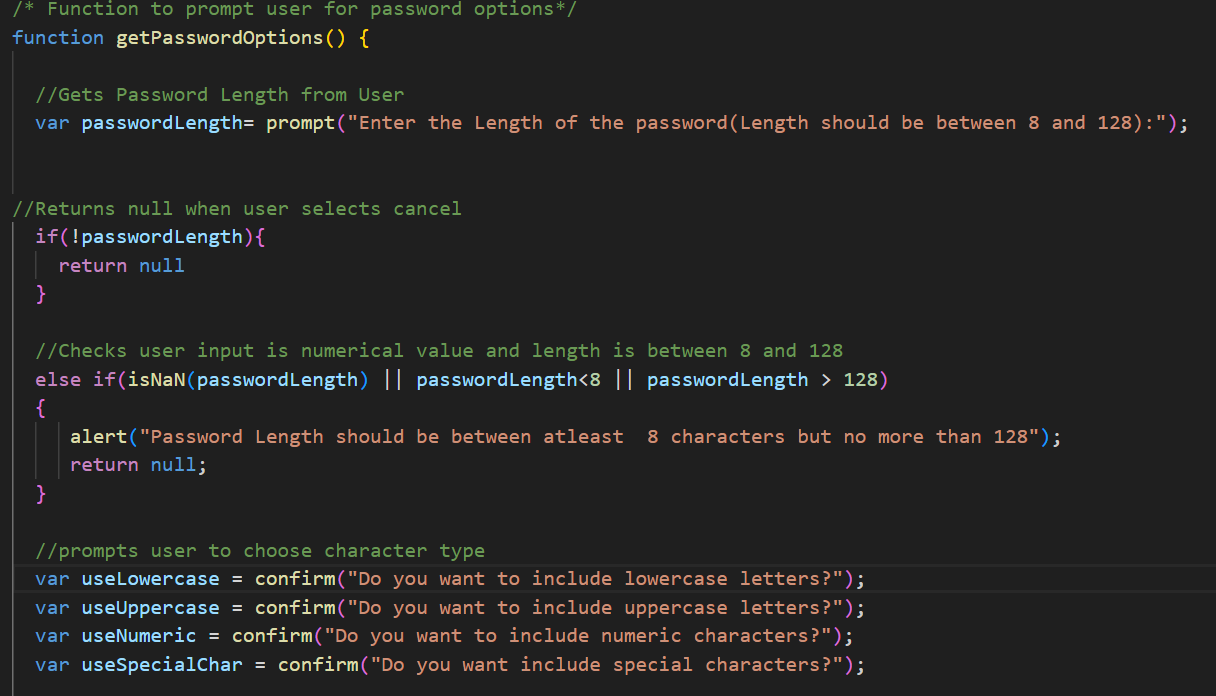 /* Function to prompt user for password options*/
function getPasswordOptions() {
//Gets Password Length from User
var passwordLength= prompt("Enter the Length of the password(Length should be between 8 and 128):");
//Returns null when user selects cancel
if(!passwordLength){
return null
}
//Checks user input is numerical value and length is between 8 and 128
else if(isNaN(passwordLength) || passwordLength<8 || passwordLength > 128)
{
alert("Password Length should be between atleast  8 characters but no more than 128");
return null;
}
//prompts user to choose character type
var useLowercase = confirm("Do you want to include lowercase letters?");
var useUppercase = confirm("Do you want to include uppercase letters?");
var useNumeric = confirm("Do you want to include numeric characters?");
var useSpecialChar = confirm("Do you want include special characters?");